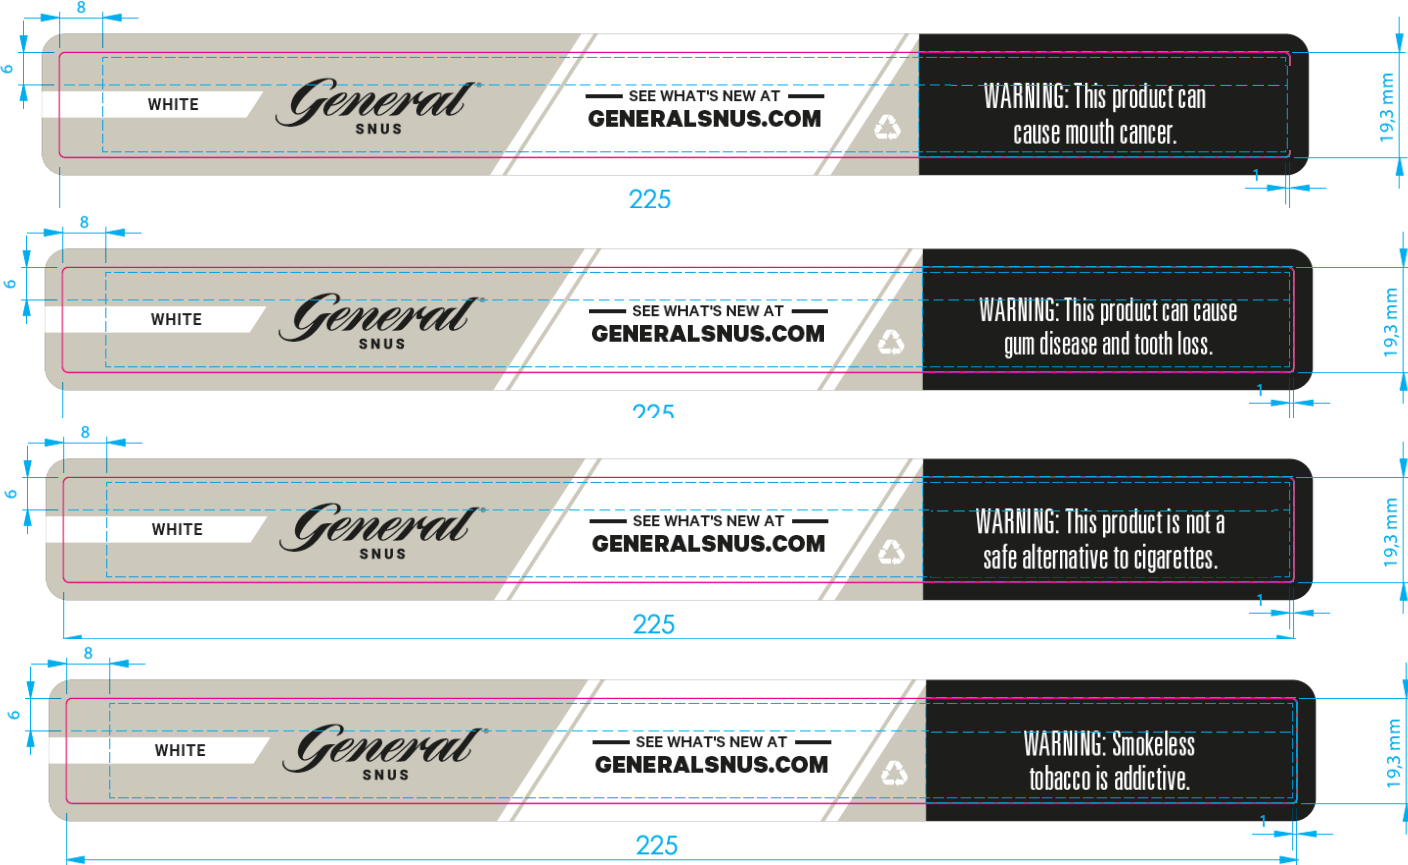 8
6
WHITE
General®
SNUS
SEE WHAT'S NEW AT
GENERALSNUS.COM
WARNING: This product can
cause mouth cancer.
19,3 mm
1
225
8
6
WHITE
General®
SNUS
SEE WHAT'S NEW AT
GENERALSNUS.COM
WARNING: This product can cause
gum disease and tooth loss.
19,3 mm
1
225
8
6
WHITE
General®
SNUS
SEE WHAT'S NEW AT
GENERALSNUS.COM
WARNING: This product is not a
safe alternative to cigarettes.
19,3 mm
1
225
8
6
WHITE
General®
SNUS
SEE WHAT'S NEW AT
GENERALSNUS.COM
WARNING: Smokeless
tobacco is addictive.
19,3 mm
1
225